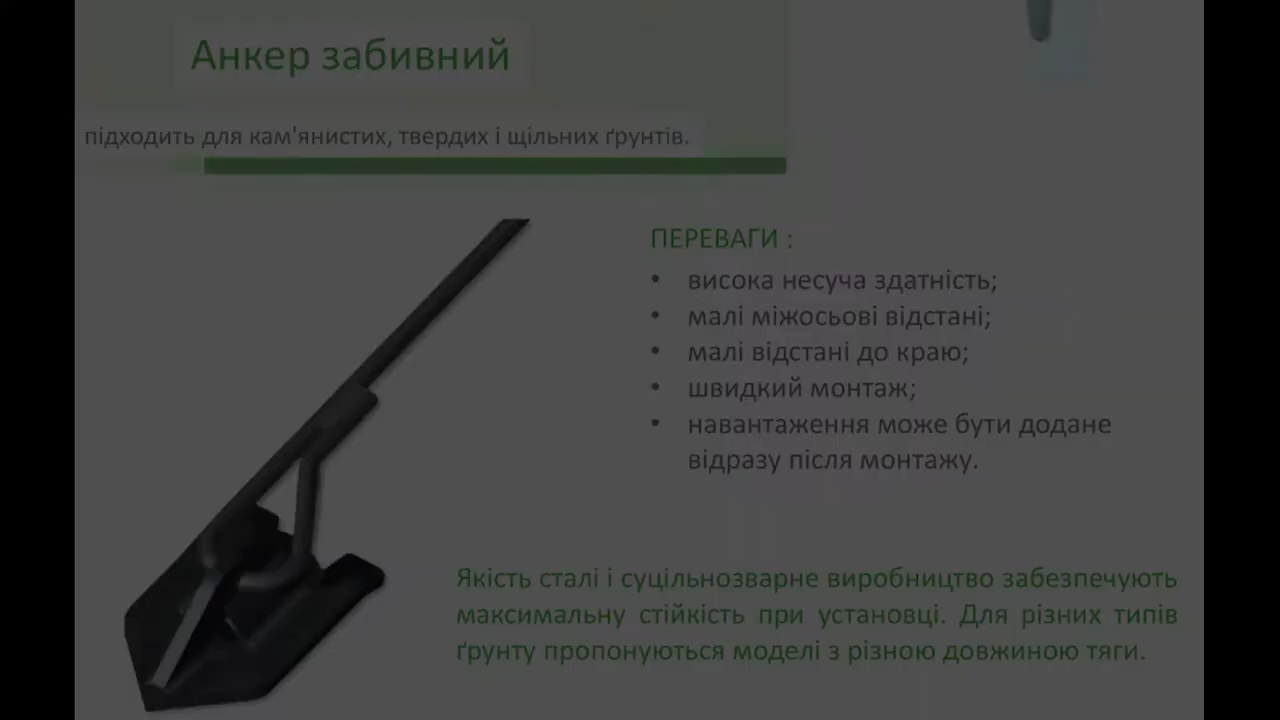 Анкер забивний
підходить для кам'янистих, твердих і щільних ґрунтів.
ПЕРЕВАГИ :
• висока несуча здатність;
• малі міжосьові відстані;
• малі відстані до краю;
• швидкий монтаж;
• навантаження може бути додане
відразу після монтажу.
Якість сталі і суцільнозварне виробництво забезпечують
максимальну стійкість при установці. Для різних типів
ґрунту пропонуються моделі з різною довжиною тяги.